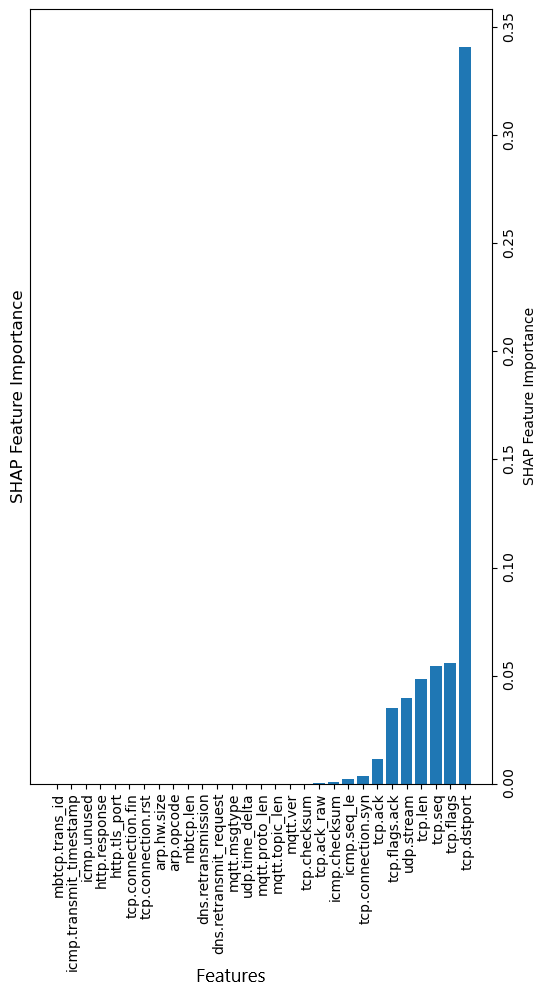 SHAP Feature Importance
0.00
0.05
0.10
0.15
0.20
0.25
0.30
0.35
SHAP Feature Importance
mbtcp.trans_id
icmp.transmit_timestamp
icmp.unused
http.response
http.tls_port
tcp.connection.fin
tcp.connection.rst
arp.hw.size
arp.opcode
mbtcp.len
dns.retransmission
dns.retransmit_request
mqtt.msgtype
udp.time_delta
mqtt.proto_len
mqtt.topic_len
mqtt.ver
tcp.checksum
tcp.ack_raw
icmp.checksum
icmp.seq_le
tcp.connection.syn
tcp.ack
tcp.flags.ack
udp.stream
tcp.len
tcp.seq
tcp.flags
tcp.dstport
Features